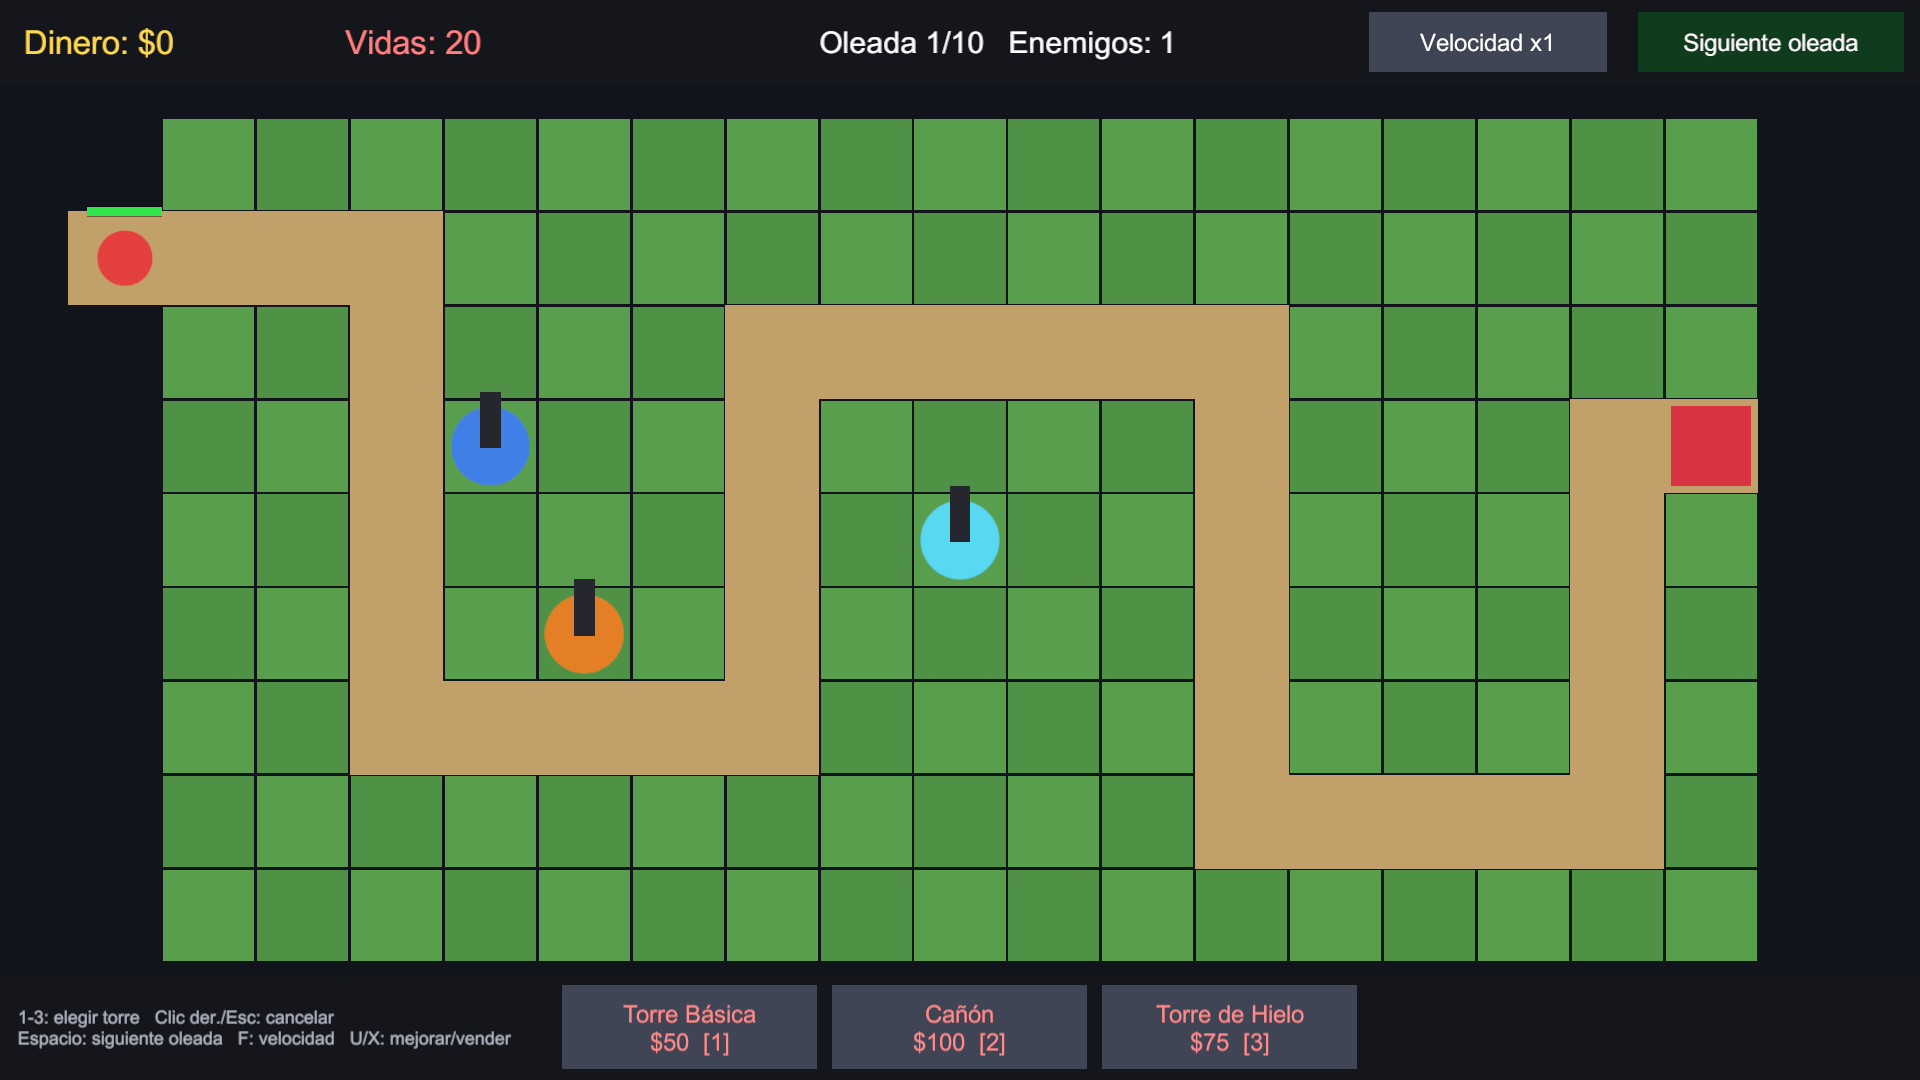 Dinero: $0
Vidas: 20
Oleada 1/10   Enemigos: 1
Velocidad x1
Siguiente oleada
1-3: elegir torre   Clic der./Esc: cancelar
Espacio: siguiente oleada   F: velocidad   U/X: mejorar/vender
Torre Básica
$50  [1]
Cañón
$100  [2]
Torre de Hielo
$75  [3]